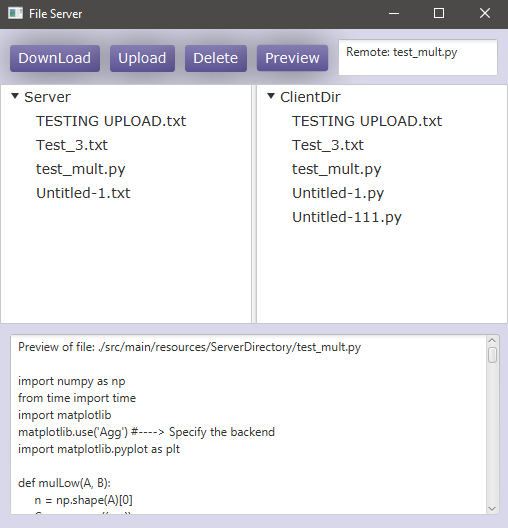 File Server
DownLoad Upload Delete Preview Remote: test_mult.py
Server
TESTING UPLOAD.txt
Test_3.txt
test_mult.py
Untitled-1.txt
ClientDir
TESTING UPLOAD.txt
Test_3.txt
test_mult.py
Untitled-1.py
Untitled-111.py
Preview of file: ./src/main/resources/ServerDirectory/test_mult.py
import numpy as np
from time import time
import matplotlib
matplotlib.use('Agg') #----> Specify the backend
import matplotlib.pyplot as plt
def mulLow(A, B):
n = np.shape(A)[0]